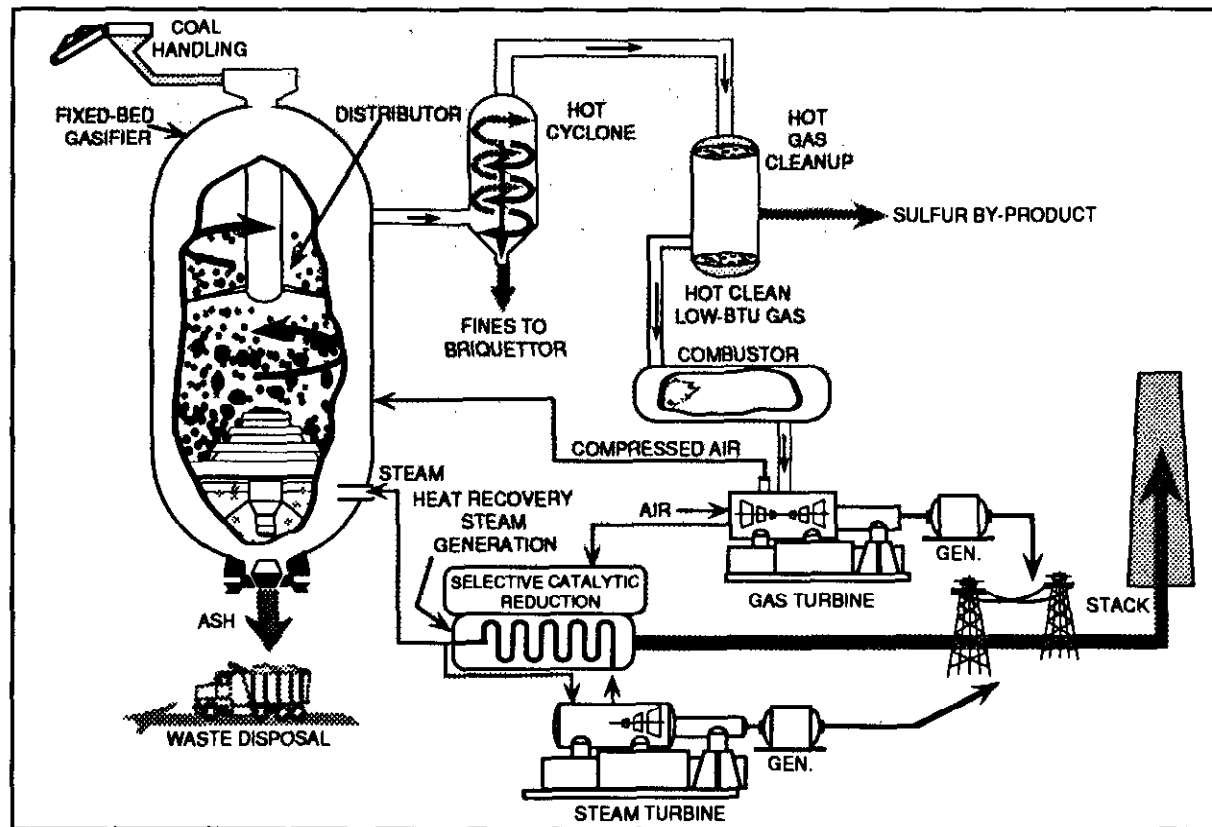 COAL
HANDLING
FIXED-BED
GASIFIER
DISTRIBUTOR
HOT
CYCLONE
HOT
GAS
CLEANUP
SULFUR BY-PRODUCT
FINES TO
BRIQUETTOR
HOT CLEAN
LOW-BTU GAS
COMBUSTOR
COMPRESSED AIR
STEAM
HEAT RECOVERY
STEAM
GENERATION
AIR
GEN.
SELECTIVE CATALYTIC
REDUCTION
GAS TURBINE
STACK
ASH
WASTE DISPOSAL
GEN.
STEAM TURBINE